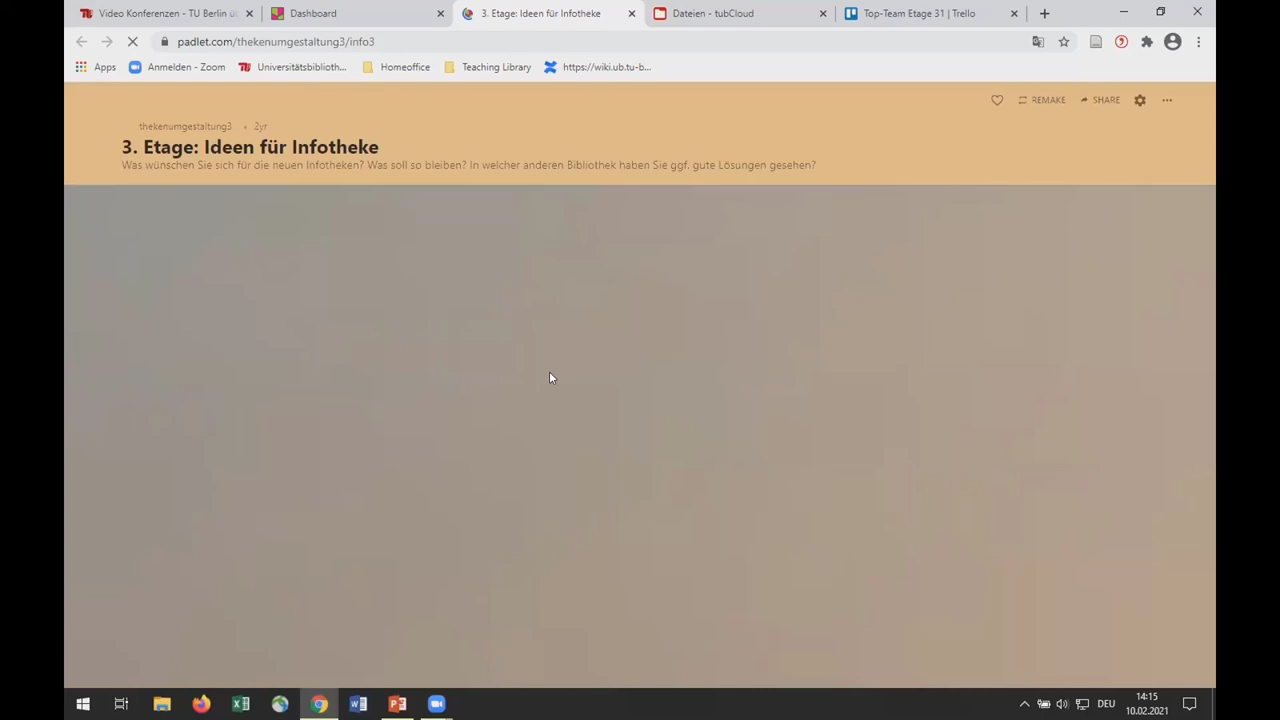 Video Konferenzen - TU Berlin ü
Dashboard
3. Etage: Ideen für Infotheke
Dateien - tubCloud
Top-Team Etage 31 | Trello
padlet.com/thekenumgestaltung3/info3
Apps
Anmelden - Zoom
Universitätsbiblioth...
Homeoffice
Teaching Library
https://wiki.ub.tu-b...
REMAKE
SHARE
thekenumgestaltung3
2yr
3. Etage: Ideen für Infotheke
Was wünschen Sie sich für die neuen Infotheken? Was soll so bleiben? In welcher anderen Bibliothek haben Sie ggf. gute Lösungen gesehen?
DEU
14:15
10.02.2021